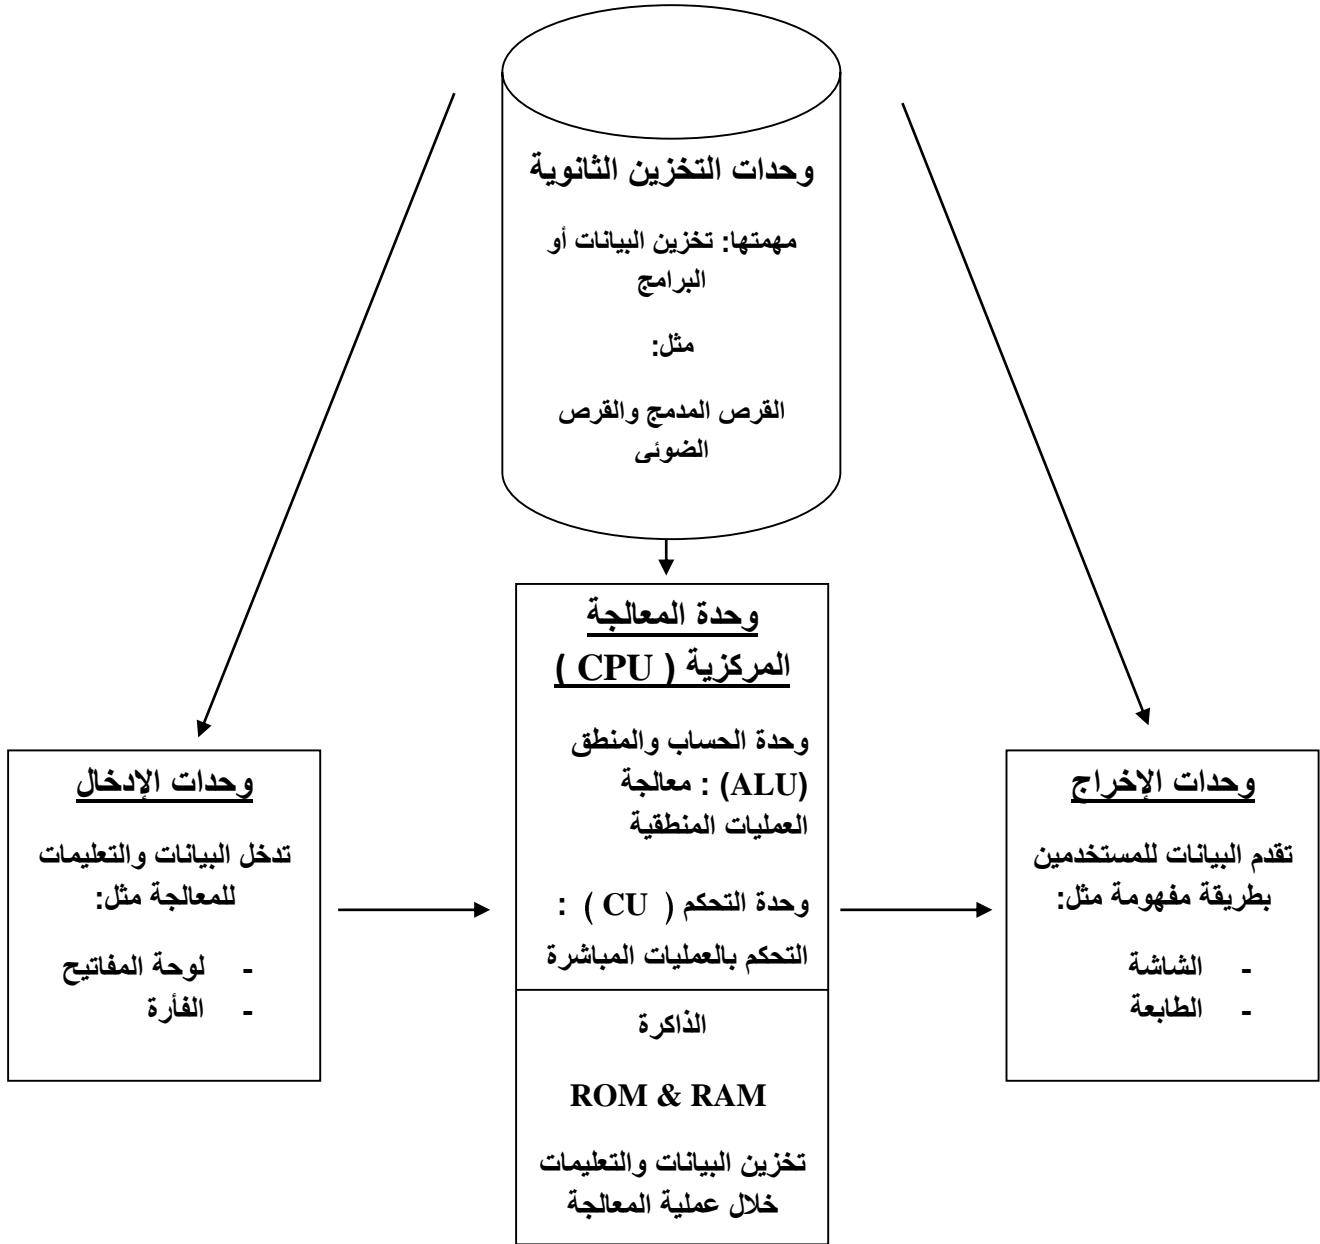 وحدات التخزين الثانوية
مهمتها: تخزين البيانات أو
البرامج
مثل:
القرص المدمج والقرص
الضوئي
وحدة المعالجة
المركزية ( CPU )
وحدة الحساب والمنطق
(ALU) : معالجة
العمليات المنطقية
وحدة التحكم ( CU ) :
التحكم بالعمليات المباشرة
الذاكرة
ROM & RAM
تخزين البيانات والتعليمات
خلال عملية المعالجة
وحدات الإخراج
تقدم البيانات للمستخدمين
بطريقة مفهومة مثل:
- الشاشة
- الطابعة
وحدات الإدخال
تدخل البيانات والتعليمات
للمعالجة مثل:
- لوحة المفاتيح
- الفأرة